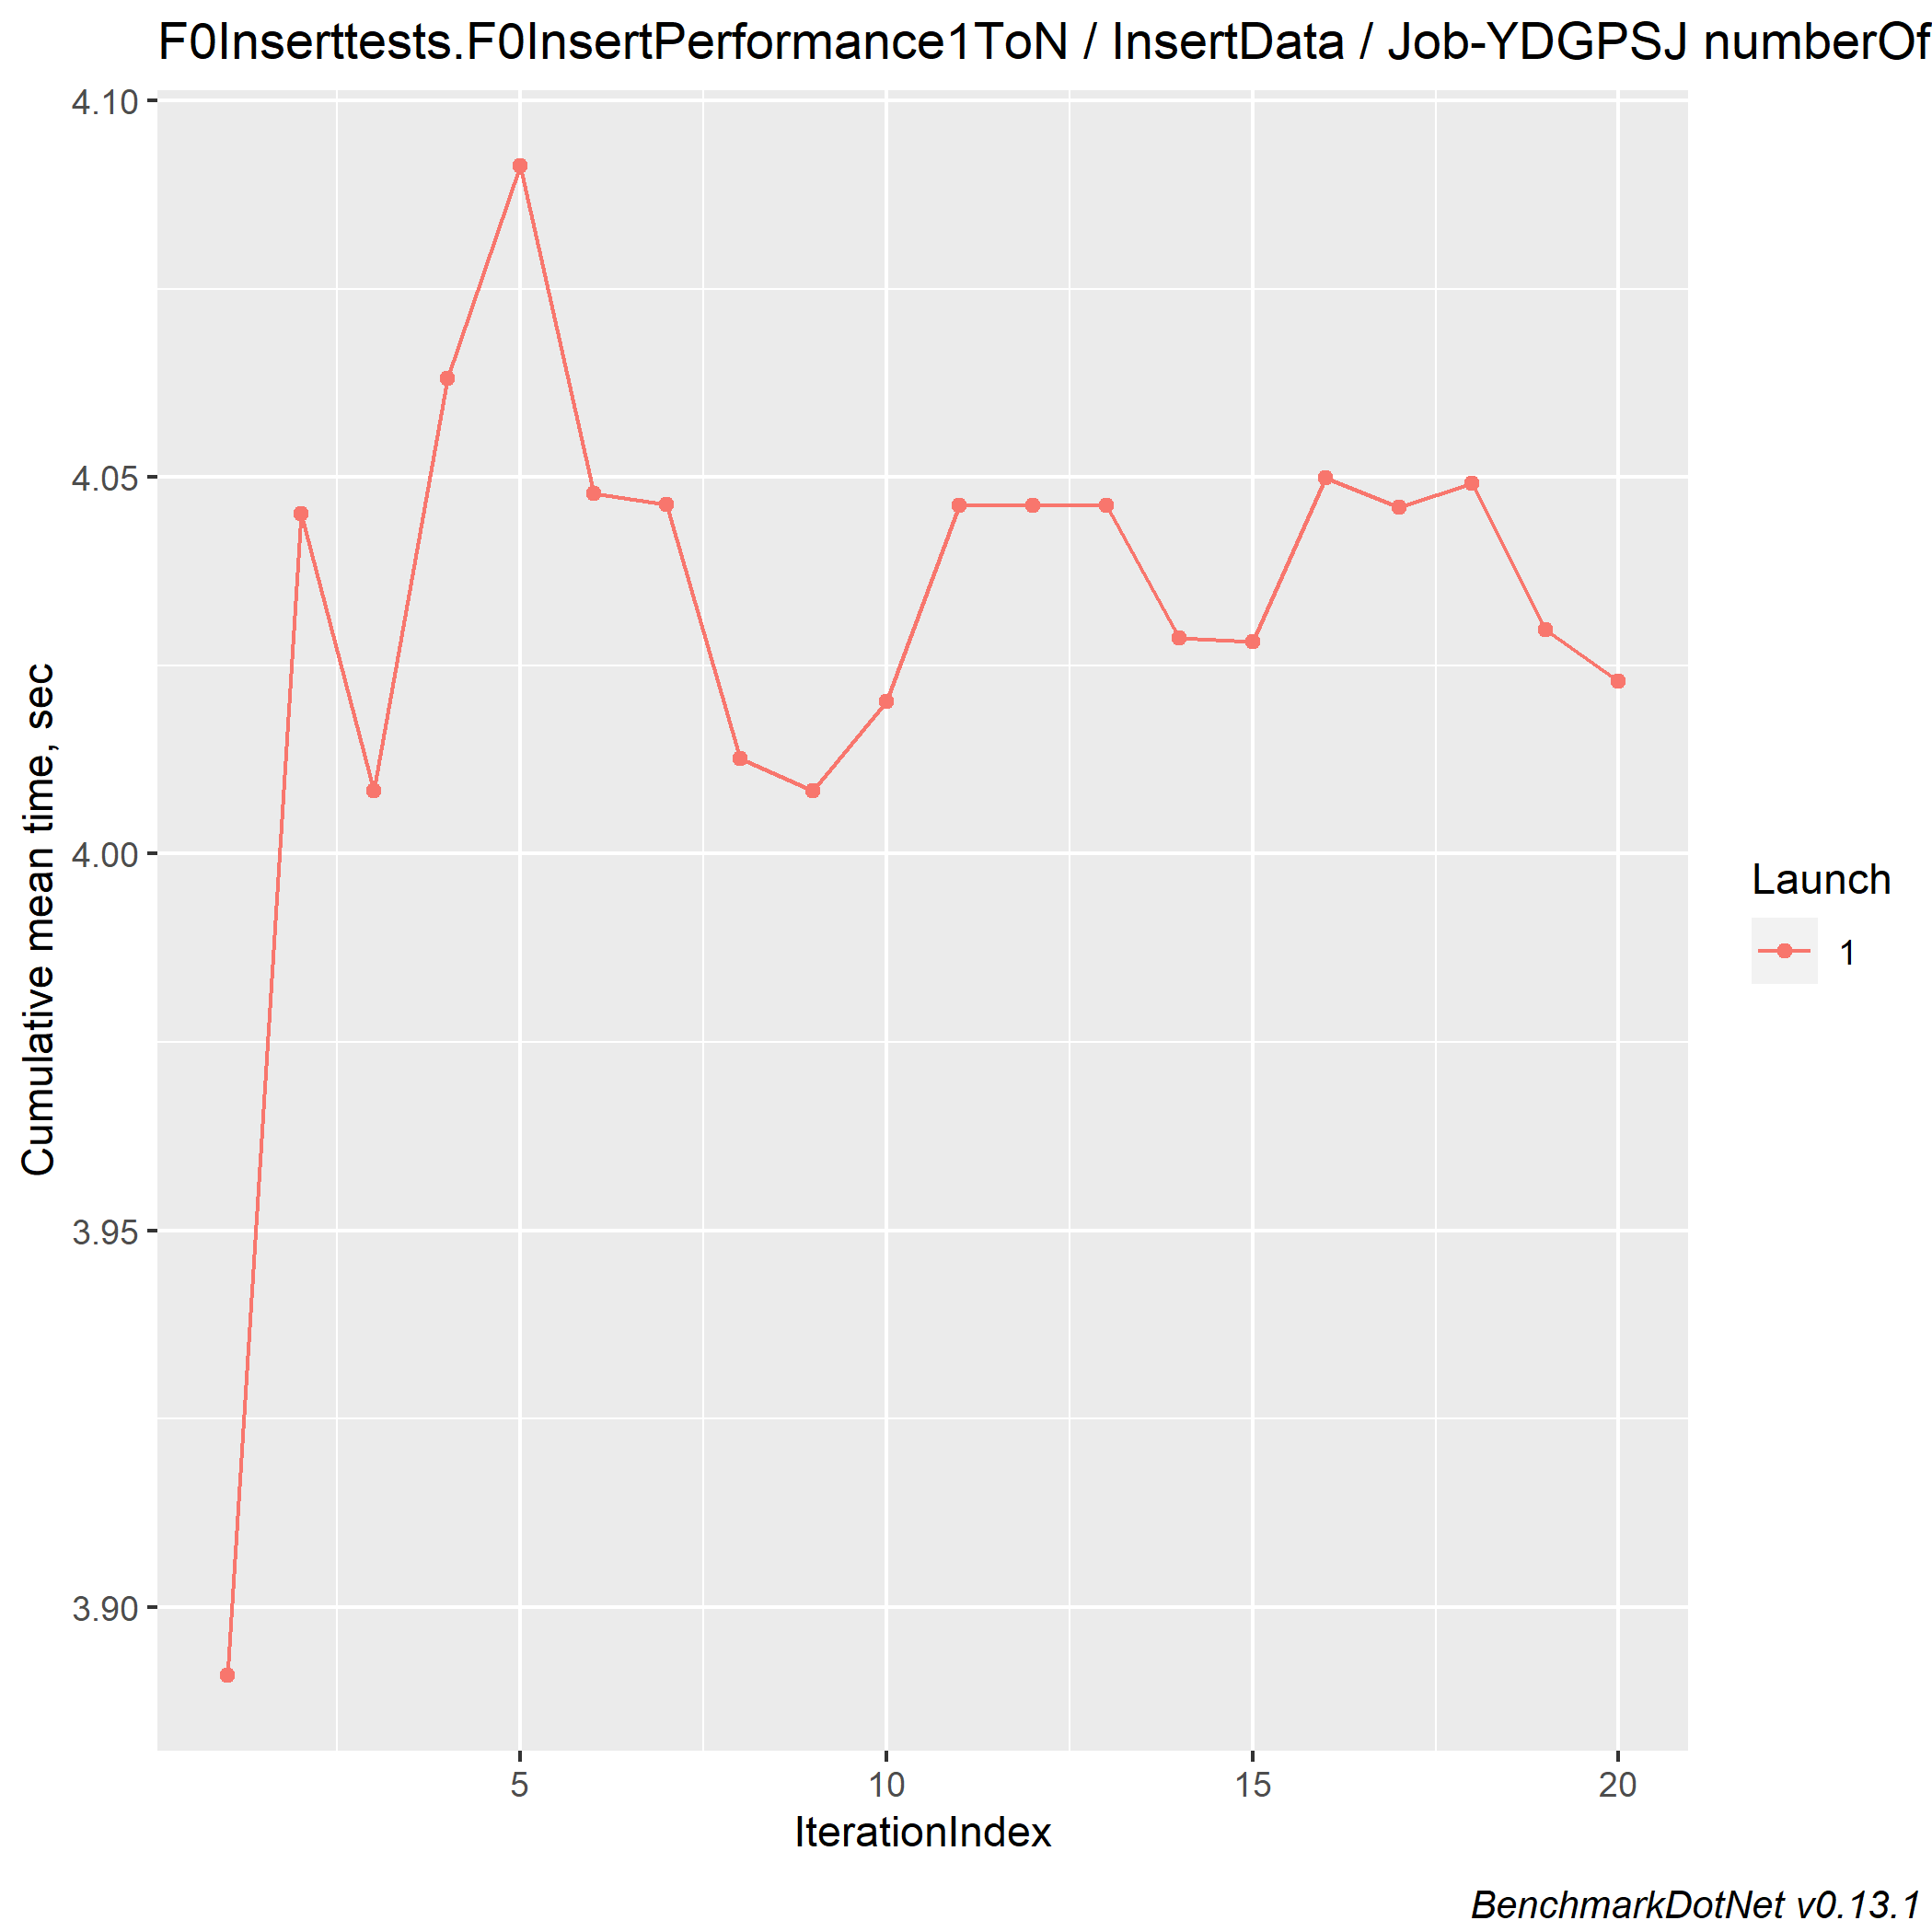 F0Inserttests.F0InsertPerformance1ToN / InsertData / Job-YDGPSJ numberOf
4.10
4.05
4.00
3.95
3.90
Cumulative mean time, sec
5 10 15 20
IterationIndex
Launch
1
BenchmarkDotNet v0.13.1